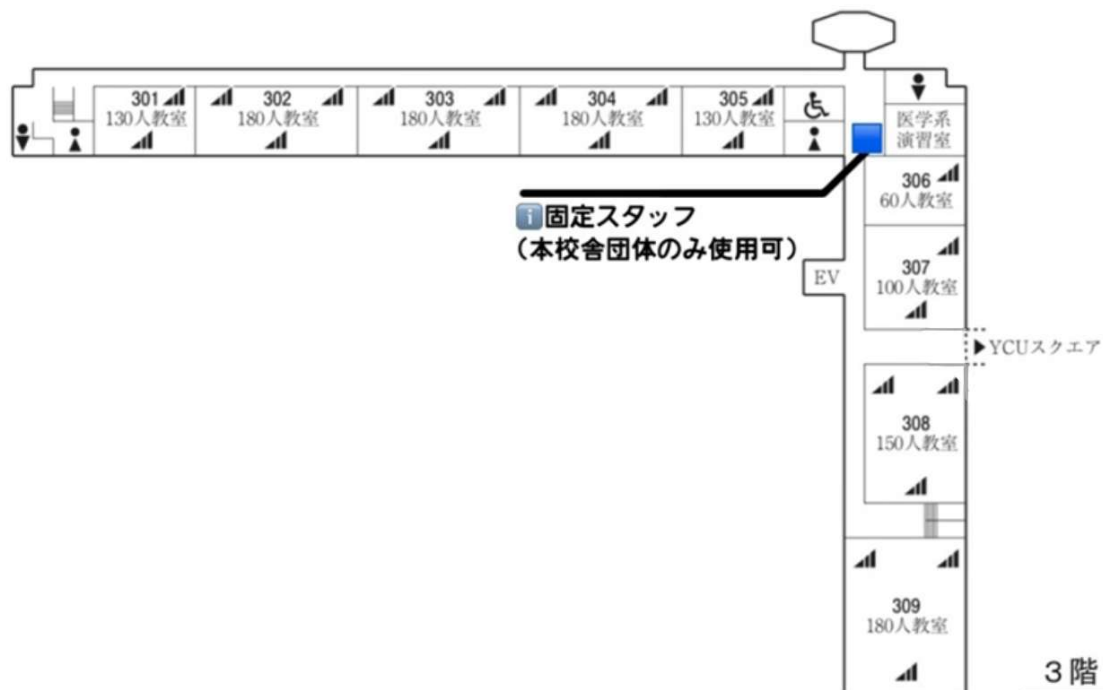 301
130人教室
302
180人教室
303
180人教室
304
180人教室
305
130人教室
医学系
演習室
306
60人教室
ℹ️固定スタッフ
（本校舎団体のみ使用可）
EV
307
100人教室
▶YCUスクエア
308
150人教室
309
180人教室
3階